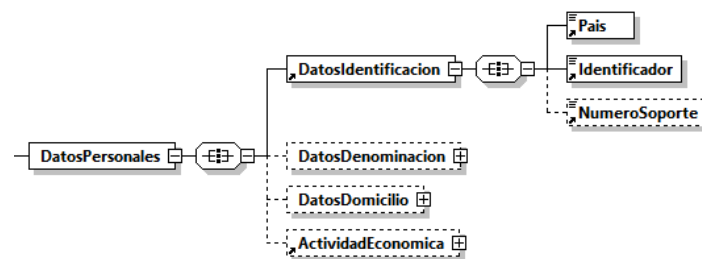 Pais
DatosIdentificacion
Identificador
NumeroSoporte
DatosPersonales
DatosDenominacion
DatosDomicilio
ActividadEconomica